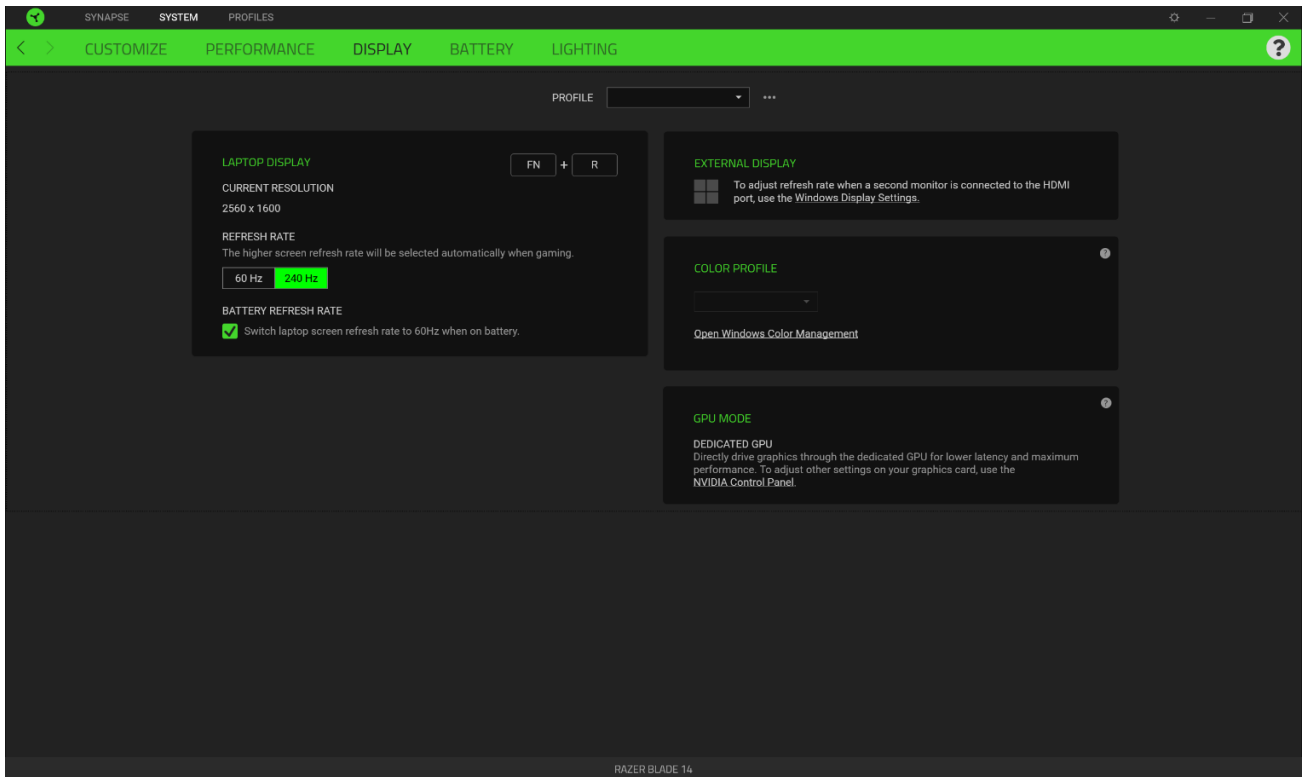 SYNAPSE SYSTEM PROFILES
CUSTOMIZE PERFORMANCE DISPLAY BATTERY LIGHTING
?
PROFILE
LAPTOP DISPLAY
FN + R
CURRENT RESOLUTION
2560 x 1600
REFRESH RATE
The higher screen refresh rate will be selected automatically when gaming.
60 Hz 240 Hz
BATTERY REFRESH RATE
Switch laptop screen refresh rate to 60Hz when on battery.
EXTERNAL DISPLAY
To adjust refresh rate when a second monitor is connected to the HDMI
port, use the Windows Display Settings.
?
COLOR PROFILE
Open Windows Color Management
?
GPU MODE
DEDICATED GPU
Directly drive graphics through the dedicated GPU for lower latency and maximum
performance. To adjust other settings on your graphics card, use the
NVIDIA Control Panel.
RAZER BLADE 14